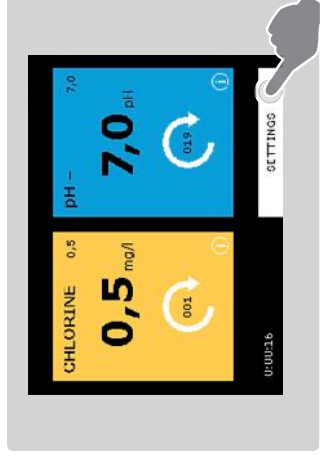 CHLORINE 0,5
0,5 mg/l
001
pH – 7,0
7,0 pH
019
0:00:16
SETTINGS